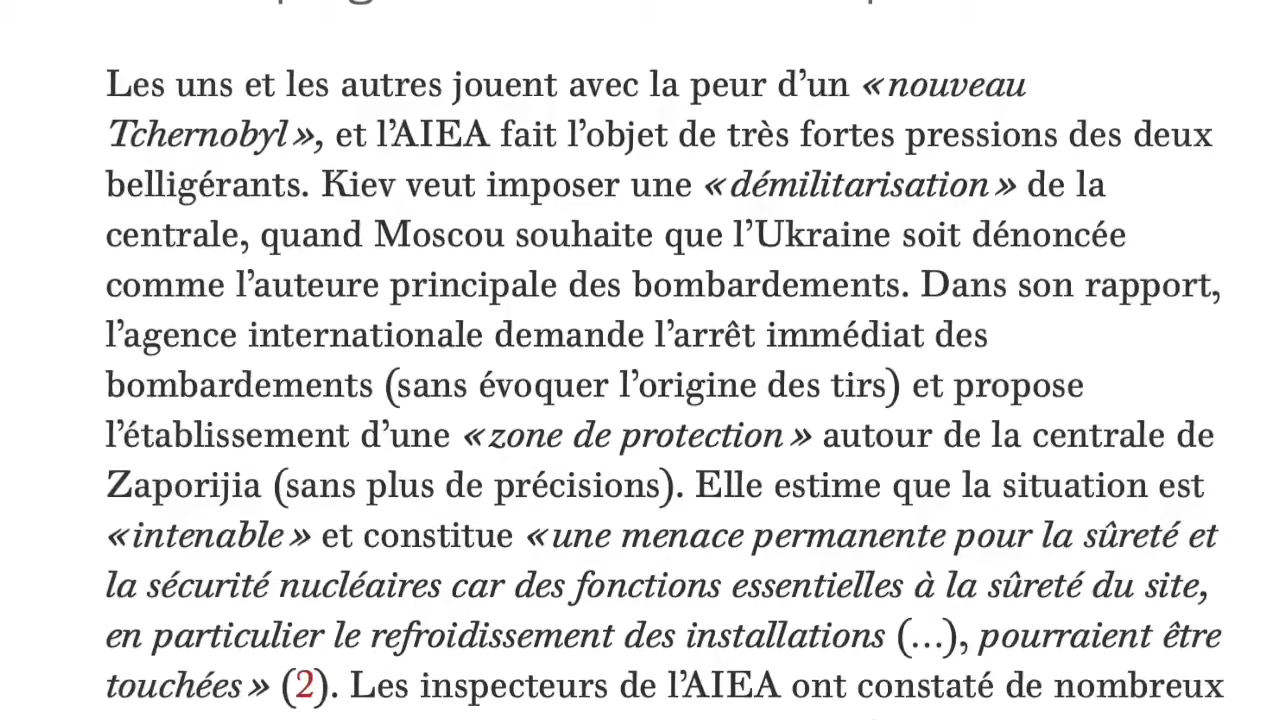 Les uns et les autres jouent avec la peur d’un « nouveau
Tchernobyl », et l’AIEA fait l’objet de très fortes pressions des deux
belligérants. Kiev veut imposer une « démilitarisation » de la
centrale, quand Moscou souhaite que l’Ukraine soit dénoncée
comme l’auteure principale des bombardements. Dans son rapport,
l’agence internationale demande l’arrêt immédiat des
bombardements (sans évoquer l’origine des tirs) et propose
l’établissement d’une « zone de protection » autour de la centrale de
Zaporijia (sans plus de précisions). Elle estime que la situation est
« intenable » et constitue « une menace permanente pour la sûreté et
la sécurité nucléaires car des fonctions essentielles à la sûreté du site,
en particulier le refroidissement des installations (…), pourraient être
touchées » (2). Les inspecteurs de l’AIEA ont constaté de nombreux